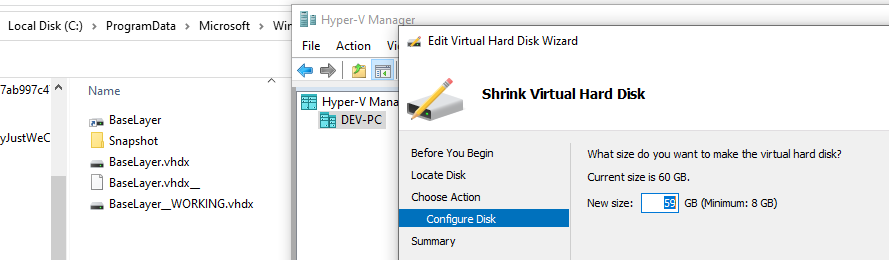 Local Disk (C:) > ProgramData > Microsoft > Win
7ab997c4
yJustWeC
Name
BaseLayer
Snapshot
BaseLayer.vhdx
BaseLayer.vhdx__
BaseLayer__WORKING.vhdx
Hyper-V Manager
File Action View
Hyper-V Mana
DEV-PC
Edit Virtual Hard Disk Wizard
Shrink Virtual Hard Disk
Before You Begin
Locate Disk
Choose Action
Configure Disk
Summary
What size do you want to make the virtual hard disk?
Current size is 60 GB.
New size: 59 GB (Minimum: 8 GB)